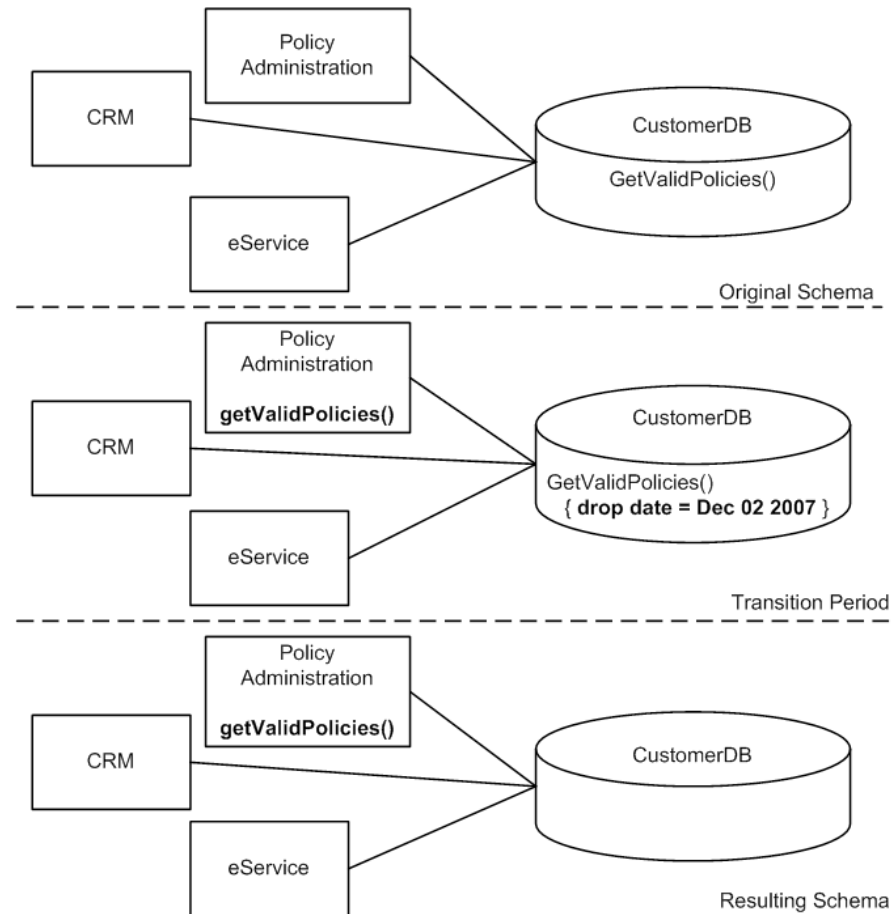 Policy
Administration
CRM
CustomerDB
GetValidPolicies()
eService
Original Schema
Policy
Administration
getValidPolicies()
CRM
CustomerDB
GetValidPolicies()
{ drop date = Dec 02 2007 }
eService
Transition Period
Policy
Administration
getValidPolicies()
CRM
CustomerDB
eService
Resulting Schema